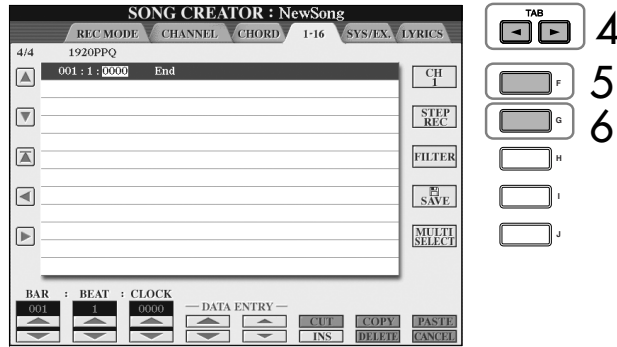 SONG CREATOR : NewSong
REC MODE CHANNEL CHORD 1-16 SYS/EX. LYRICS
4/4 1920PPQ
001 : 1 : 0000 End
CH
1
STEP
REC
FILTER
SAVE
MULTI
SELECT
BAR : BEAT : CLOCK
001 1 0000
DATA ENTRY
CUT COPY PASTE
INS DELETE CANCEL
TAB
4
F
5
G
6
H
I
J